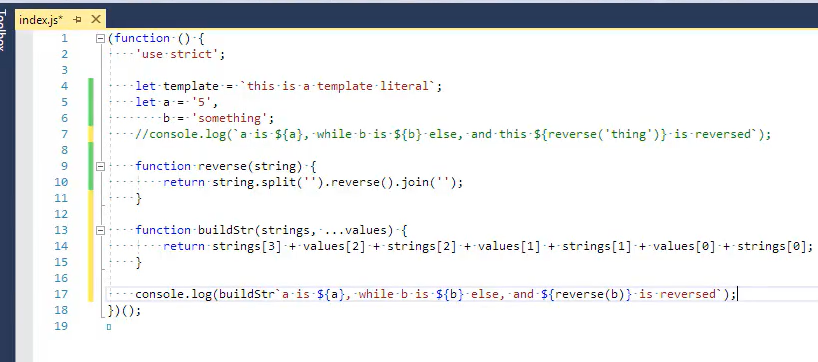 Toolbox
index.js*
1 (function () {
2 'use strict';
3
4 let template = `this is a template literal`;
5 let a = '5',
6 b = 'something';
7 //console.log(`a is ${a}, while b is ${b} else, and this ${reverse('thing')} is reversed`);
8
9 function reverse(string) {
10 return string.split('').reverse().join('');
11 }
12
13 function buildStr(strings, ...values) {
14 return strings[3] + values[2] + strings[2] + values[1] + strings[1] + values[0] + strings[0];
15 }
16
17 console.log(buildStr`a is ${a}, while b is ${b} else, and ${reverse(b)} is reversed`);
18 })();
19